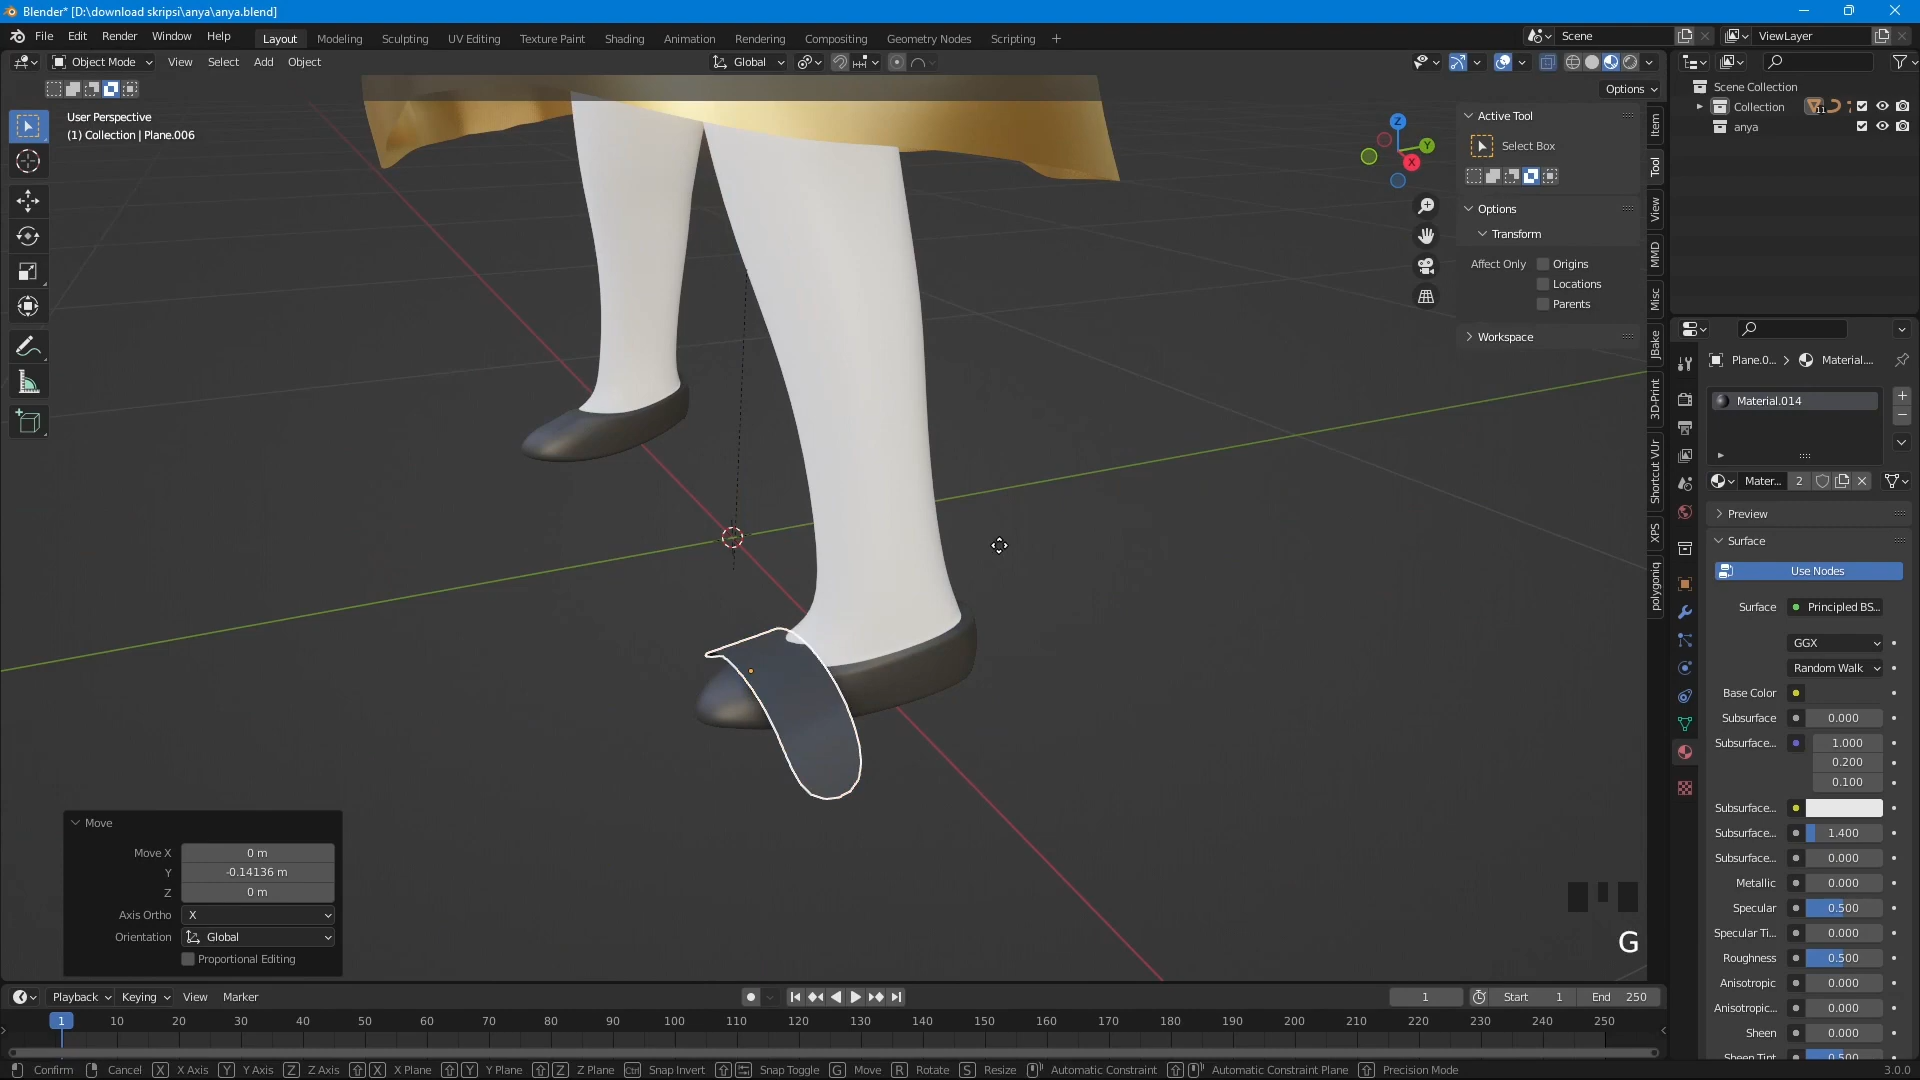 Blender* [D:\download skripsi\anya\anya.blend]
File Edit Render Window Help
Layout Modeling Sculpting UV Editing Texture Paint Shading Animation Rendering Compositing Geometry Nodes Scripting +
Scene
ViewLayer
Object Mode View Select Add Object
Global
Options
User Perspective
(1) Collection | Plane.006
Z
Y
X
Active Tool
Select Box
Options
Transform
Affect Only Origins
Locations
Parents
Workspace
Item
Tool
View
MMD
Misc
JBake
3D-Print
Shortcut VUr
XPS
polygoniq
Scene Collection
Collection 11
anya
Plane.0... > Material....
Material.014
Mater... 2
Preview
Surface
Use Nodes
Surface Principled BS...
GGX
Random Walk
Base Color
Subsurface 0.000
Subsurface... 1.000
0.200
0.100
Subsurface...
Subsurface... 1.400
Subsurface... 0.000
Metallic 0.000
Specular 0.500
Specular Ti... 0.000
Roughness 0.500
Anisotropic 0.000
Anisotropic... 0.000
Sheen 0.000
Sheen Tint 0.500
Move
Move X 0 m
Y -0.14136 m
Z 0 m
Axis Ortho X
Orientation Global
Proportional Editing
G
Playback Keying View Marker
1 Start 1 End 250
1 10 20 30 40 50 60 70 80 90 100 110 120 130 140 150 160 170 180 190 200 210 220 230 240 250
Confirm Cancel X X Axis Y Y Axis Z Z Axis X X Plane Y Y Plane Z Z Plane Ctrl Snap Invert Snap Toggle G Move R Rotate S Resize Automatic Constraint Automatic Constraint Plane Precision Mode 3.0.0